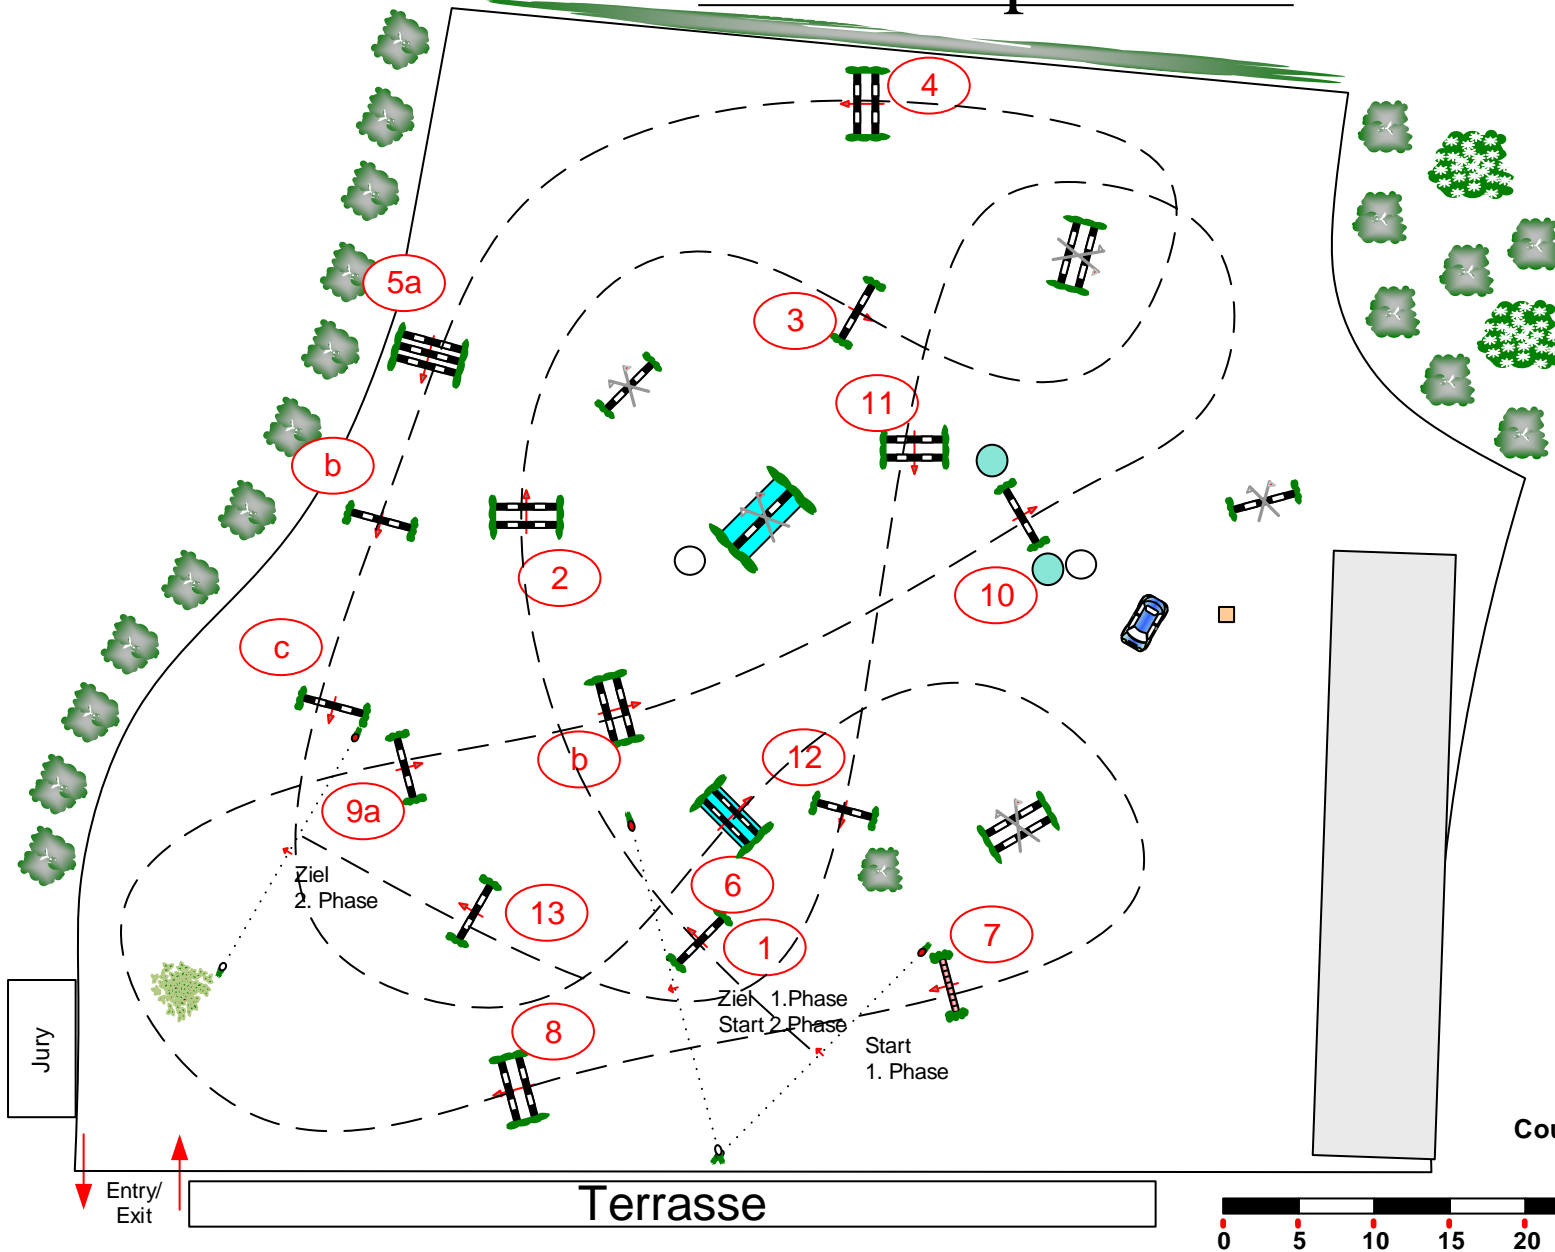 4
5a
3
11
b
2
10
c
b
12
9a
6
Ziel
2. Phase
13
1
7
Ziel 1.Phase
Start 2.Phase
8
Start
1. Phase
Jury
Entry/
Exit
Terrasse
0 5 10 15 20